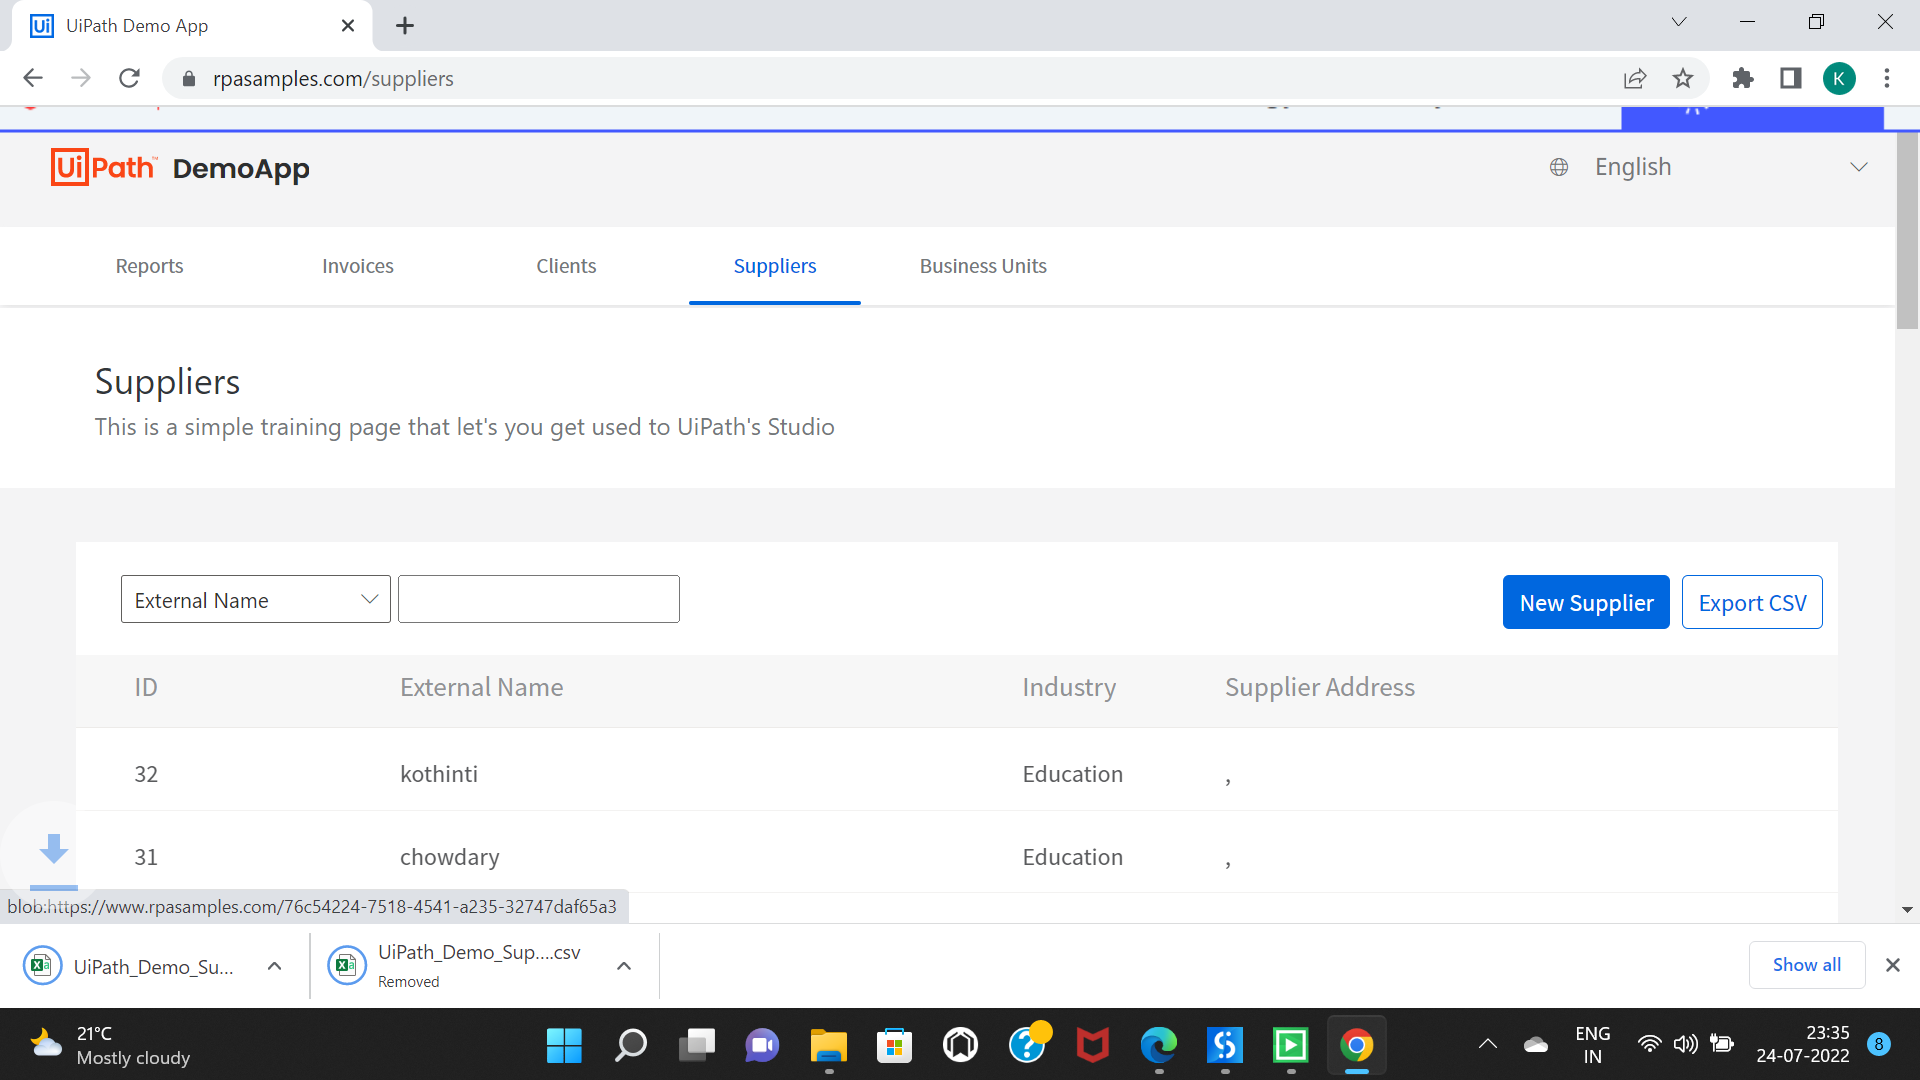 UiPath Demo App
rpasamples.com/suppliers
K
UiPath DemoApp
English
Reports Invoices Clients Suppliers Business Units
Suppliers
This is a simple training page that let's you get used to UiPath's Studio
External Name
New Supplier Export CSV
ID External Name Industry Supplier Address
32 kothinti Education ,
31 chowdary Education ,
blob:https://www.rpasamples.com/76c54224-7518-4541-a235-32747daf65a3
UiPath_Demo_Su...
UiPath_Demo_Sup....csv
Removed
Show all
21°C
Mostly cloudy
ENG
IN
23:35
24-07-2022
8